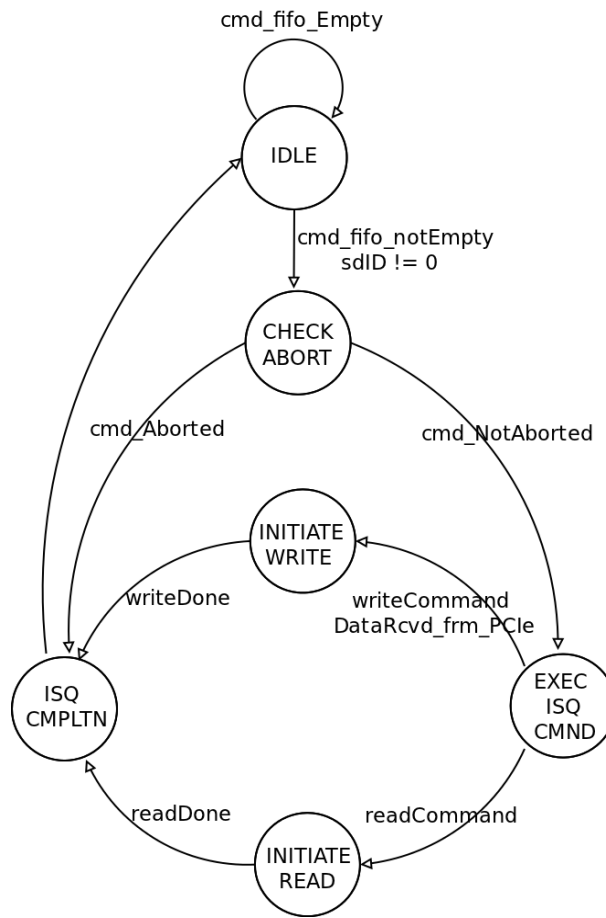 cmd_fifo_Empty
IDLE
cmd_fifo_notEmpty
sdID != 0
CHECK
ABORT
cmd_Aborted
cmd_NotAborted
INITIATE
WRITE
writeDone
writeCommand
DataRcvd_frm_PCIe
ISQ
CMPLTN
EXEC
ISQ
CMND
readDone
readCommand
INITIATE
READ